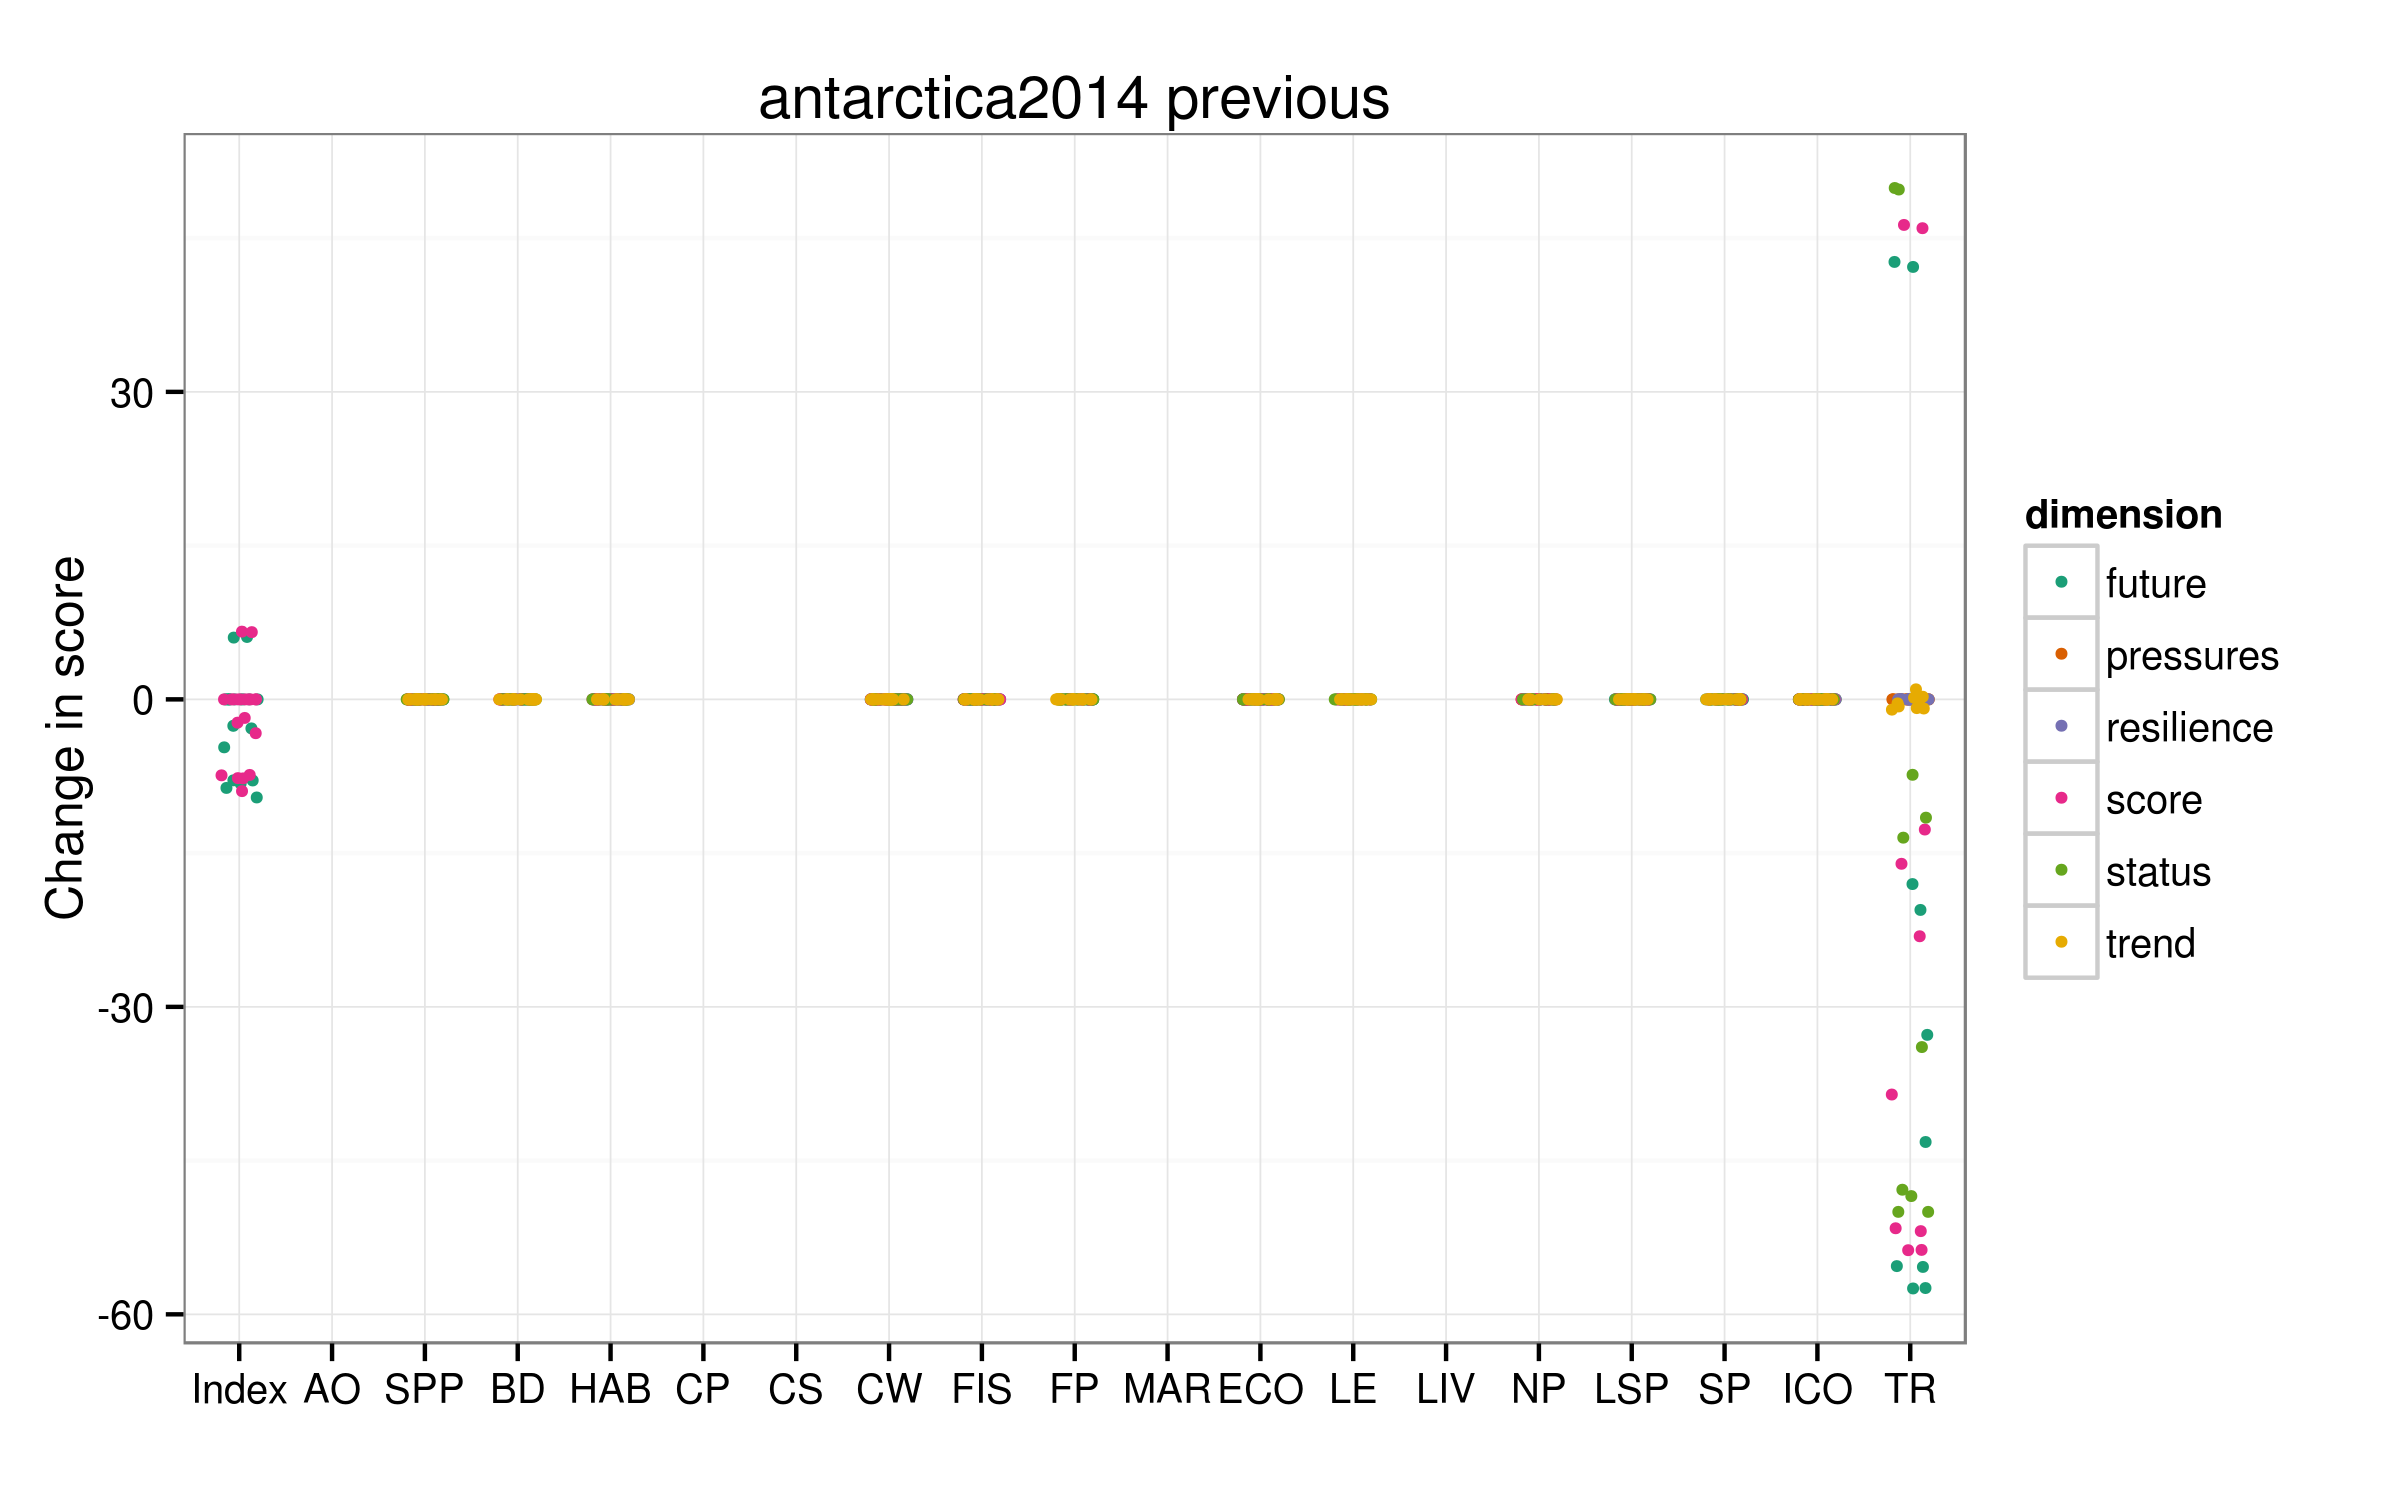 antarctica2014 previous
Change in score
30
0
-30
-60
Index AO SPP BD HAB CP CS CW FIS FP MAR ECO LE LIV NP LSP SP ICO TR
dimension
future
pressures
resilience
score
status
trend